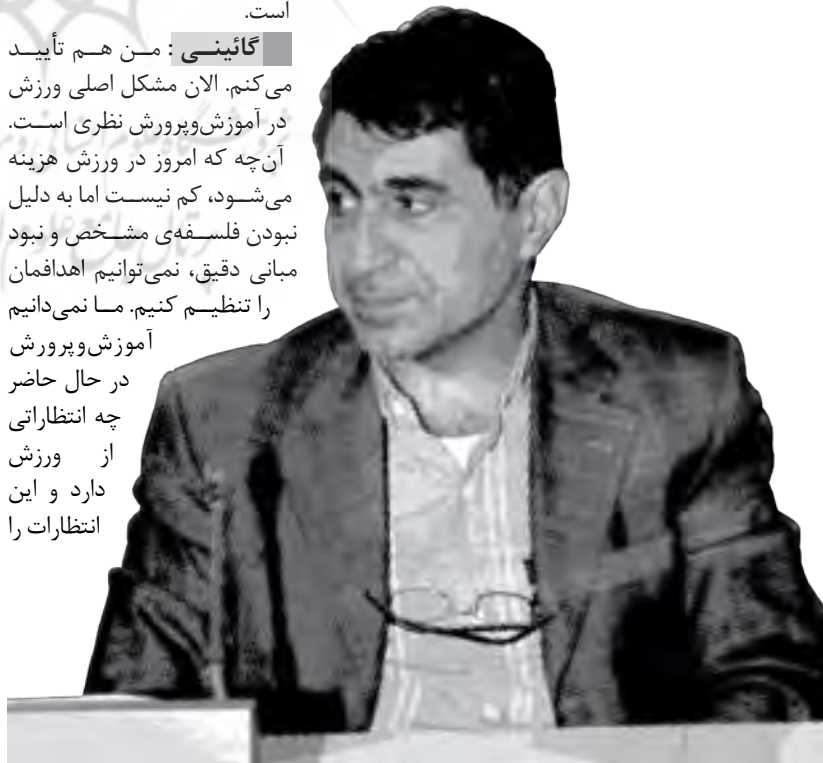 است.
گائینی : من هم تأیید
می‌کنم. الان مشکل اصلی ورزش
در آموزش‌وپرورش نظری است.
آن‌چه که امروز در ورزش هزینه
می‌شود، کم نیست اما به دلیل
نبودن فلسفه‌ی مشخص و نبود
مبانی دقیق، نمی‌توانیم اهدافمان
را تنظیم کنیم. ما نمی‌دانیم
آموزش‌وپرورش
در حال حاضر
چه انتظاراتی
از ورزش
دارد و این
انتظارات را